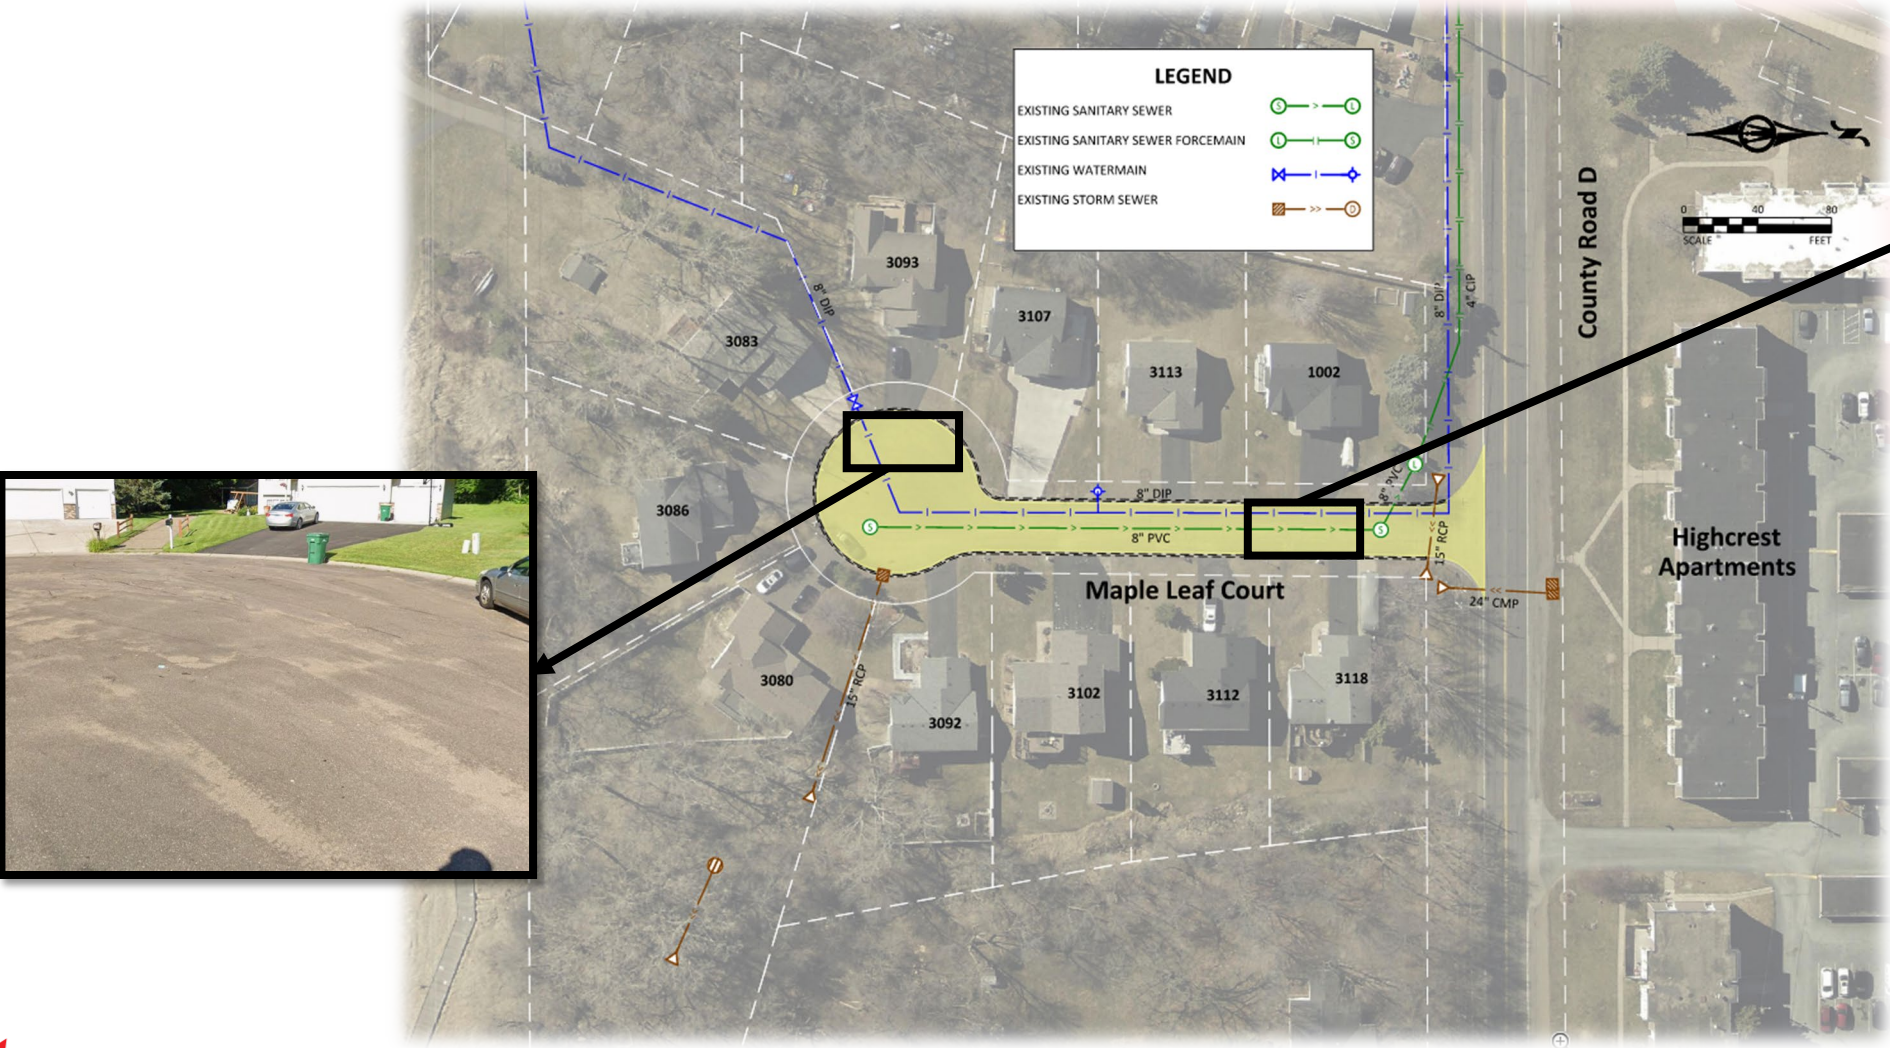 LEGEND
EXISTING SANITARY SEWER
S > L
EXISTING SANITARY SEWER FORCEMAIN
L S
EXISTING WATERMAIN
EXISTING STORM SEWER
>> D
N
0 40 80
SCALE FEET
County Road D
8" DIP
4" CIP
8" DIP
3093
3083
3107
3113
1002
8" PVC
L
8" DIP
S
S
8" PVC
15" RCP
24" CMP
3086
Maple Leaf Court
Highcrest
Apartments
3080
15" RCP
3092
3102
3112
3118